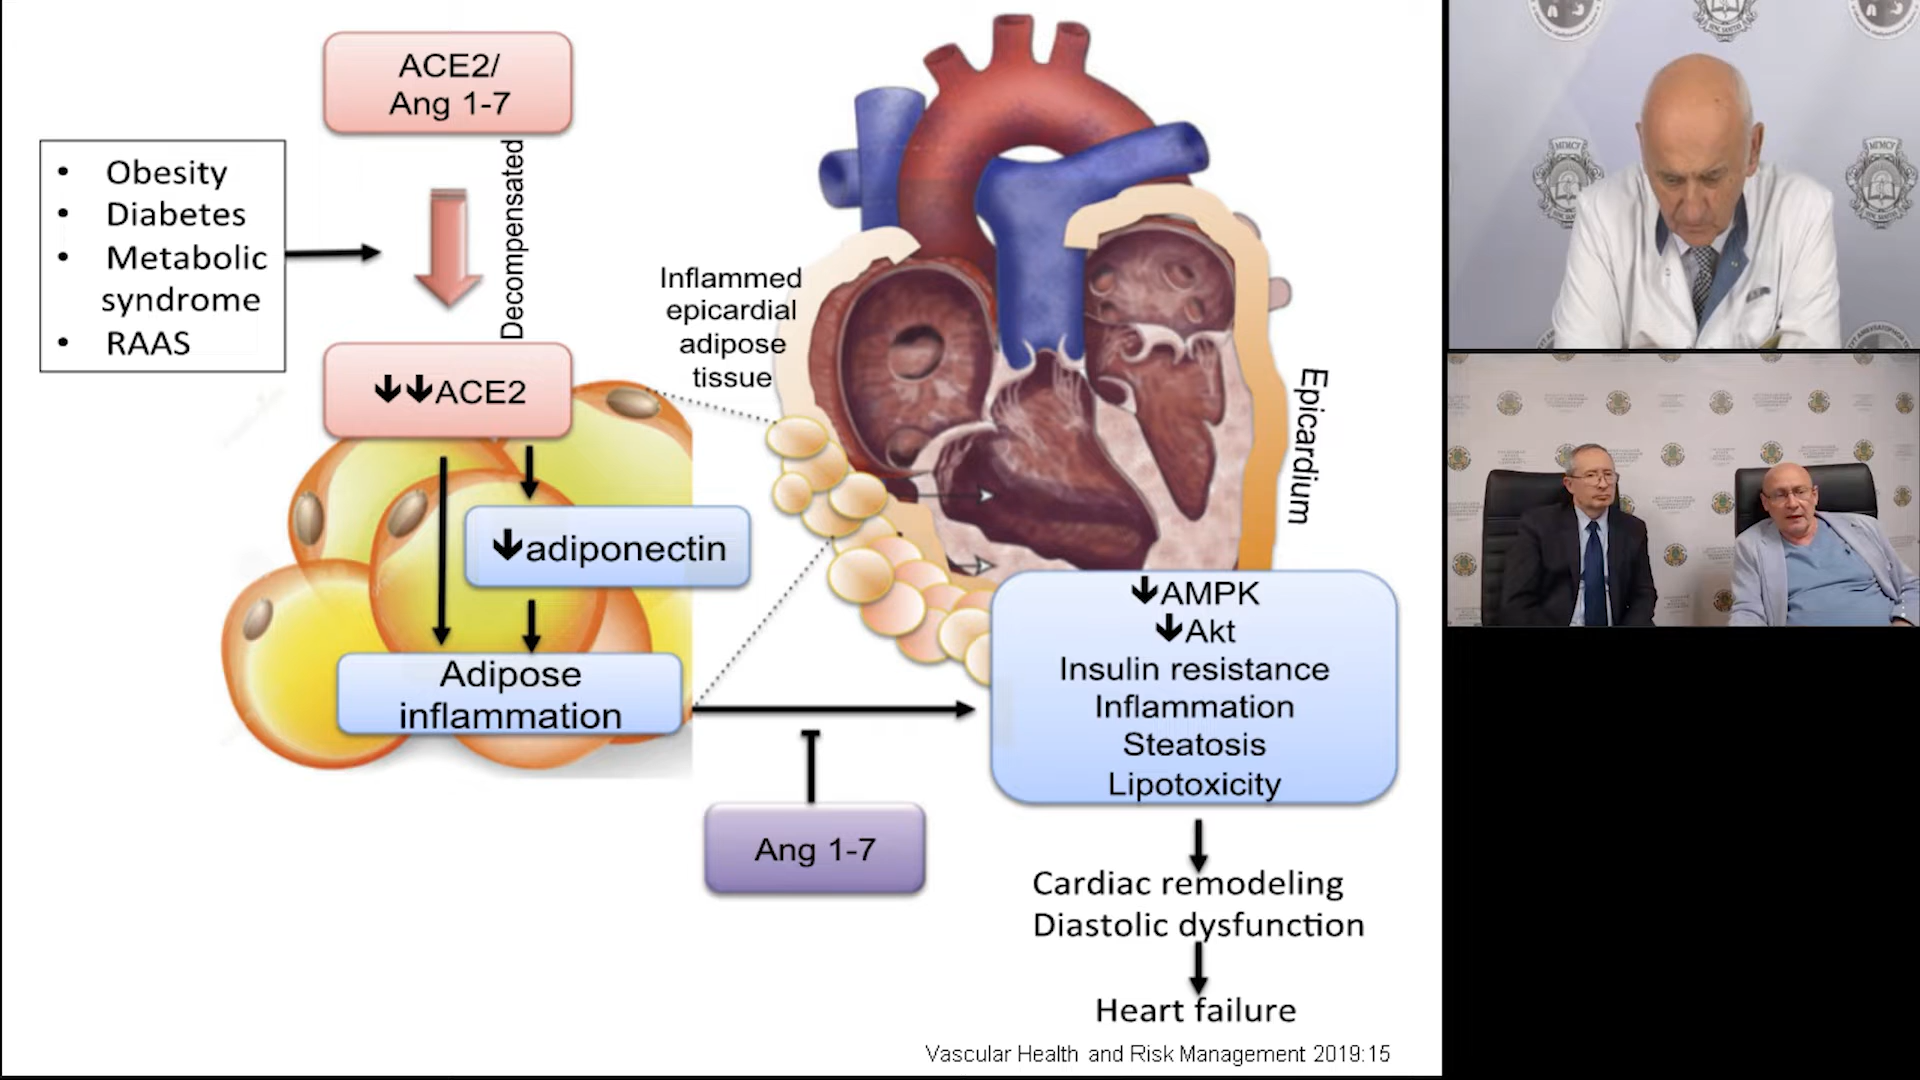 ACE2/
Ang 1-7
• Obesity
• Diabetes
• Metabolic
syndrome
• RAAS
Decompensated
↓↓ACE2
↓adiponectin
Adipose
inflammation
Inflammed
epicardial
adipose
tissue
Epicardium
Ang 1-7
↓AMPK
↓Akt
Insulin resistance
Inflammation
Steatosis
Lipotoxicity
Cardiac remodeling
Diastolic dysfunction
Heart failure
Vascular Health and Risk Management 2019:15
МГМСУ
МГМСУ